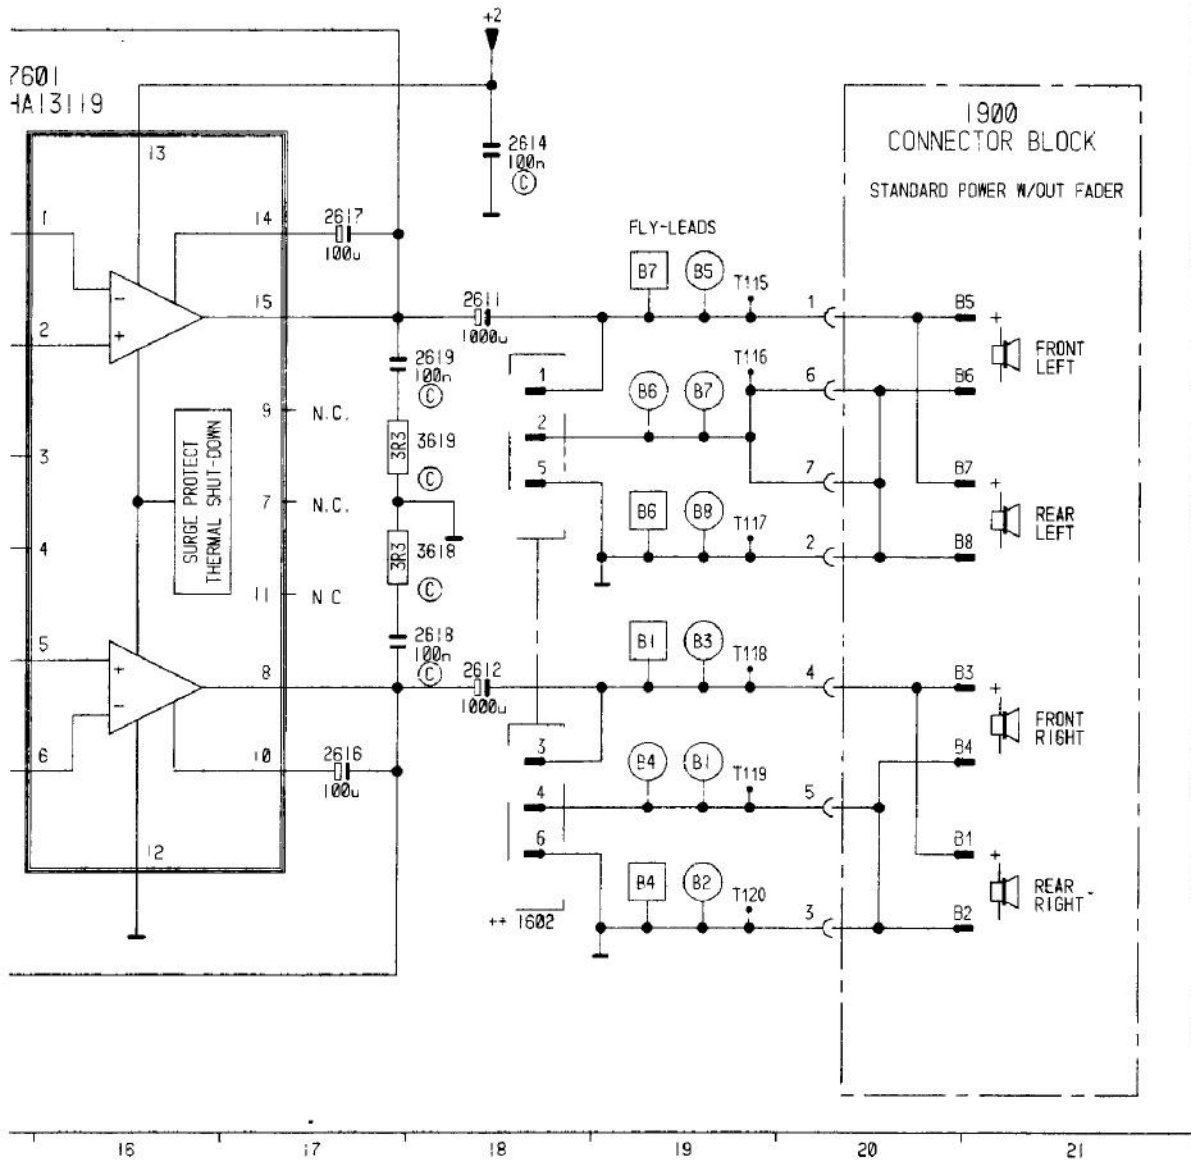 +2
7601
HA13119
1900
CONNECTOR BLOCK
STANDARD POWER W/OUT FADER
13
2614
100n
C
1
14
2617
100u
FLY-LEADS
B7
B5
T115
15
2611
1000u
1
B5
+
-
+
2
2619
100n
C
1
T116
6
FRONT
LEFT
B6
B6
B7
9
N.C.
2
SURGE PROTECT
THERMAL SHUT-DOWN
3R3
3619
C
3
5
7
B7
+
7
N.C.
B6
B8
T117
2
REAR
LEFT
B8
4
3R3
3618
C
11
N C
5
2618
100n
C
B1
B3
T118
4
B3
+
+
-
8
2612
1000u
FRONT
RIGHT
6
10
2616
100u
3
B4
B1
T119
5
B4
4
6
12
B1
+
B4
B2
T120
3
REAR
RIGHT
B2
++ 1602
16
17
18
19
20
21